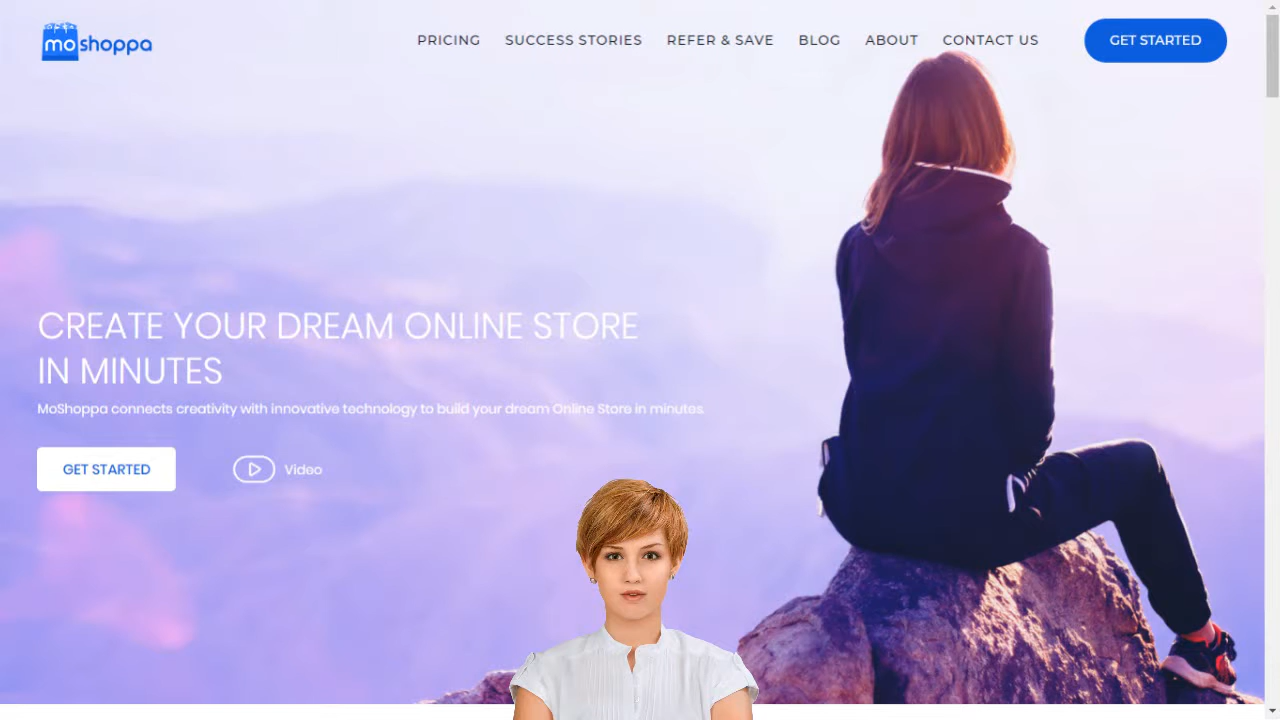 moshoppa
PRICING SUCCESS STORIES REFER & SAVE BLOG ABOUT CONTACT US GET STARTED
CREATE YOUR DREAM ONLINE STORE
IN MINUTES
MoShoppa connects creativity with innovative technology to build your dream Online Store in minutes
GET STARTED Video